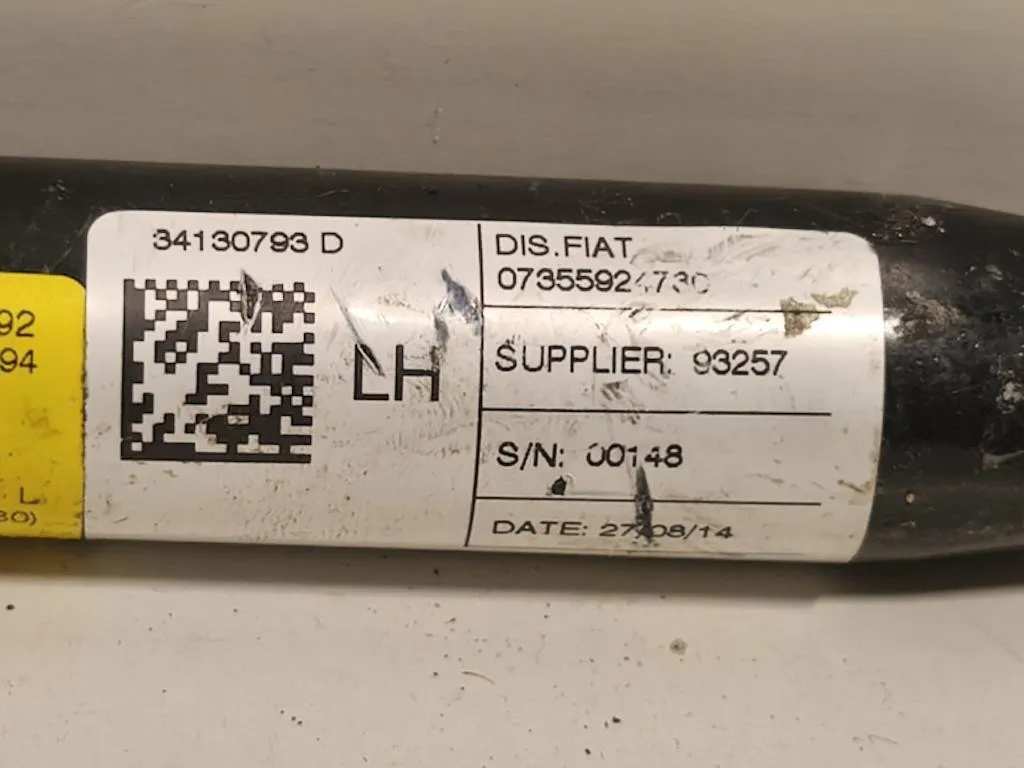 34130793 D
LH
DIS.FIAT
07355924730
SUPPLIER: 93257
S/N: 00148
DATE: 27/08/14
92
94
L